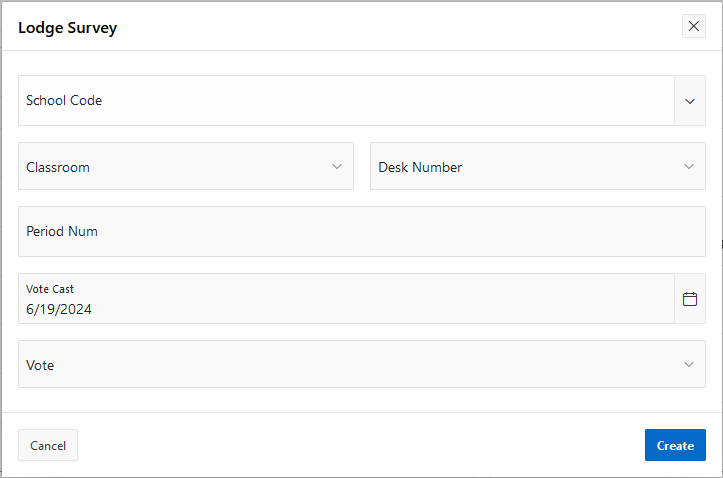 Lodge Survey
School Code
Classroom
Desk Number
Period Num
Vote Cast
6/19/2024
Vote
Cancel
Create